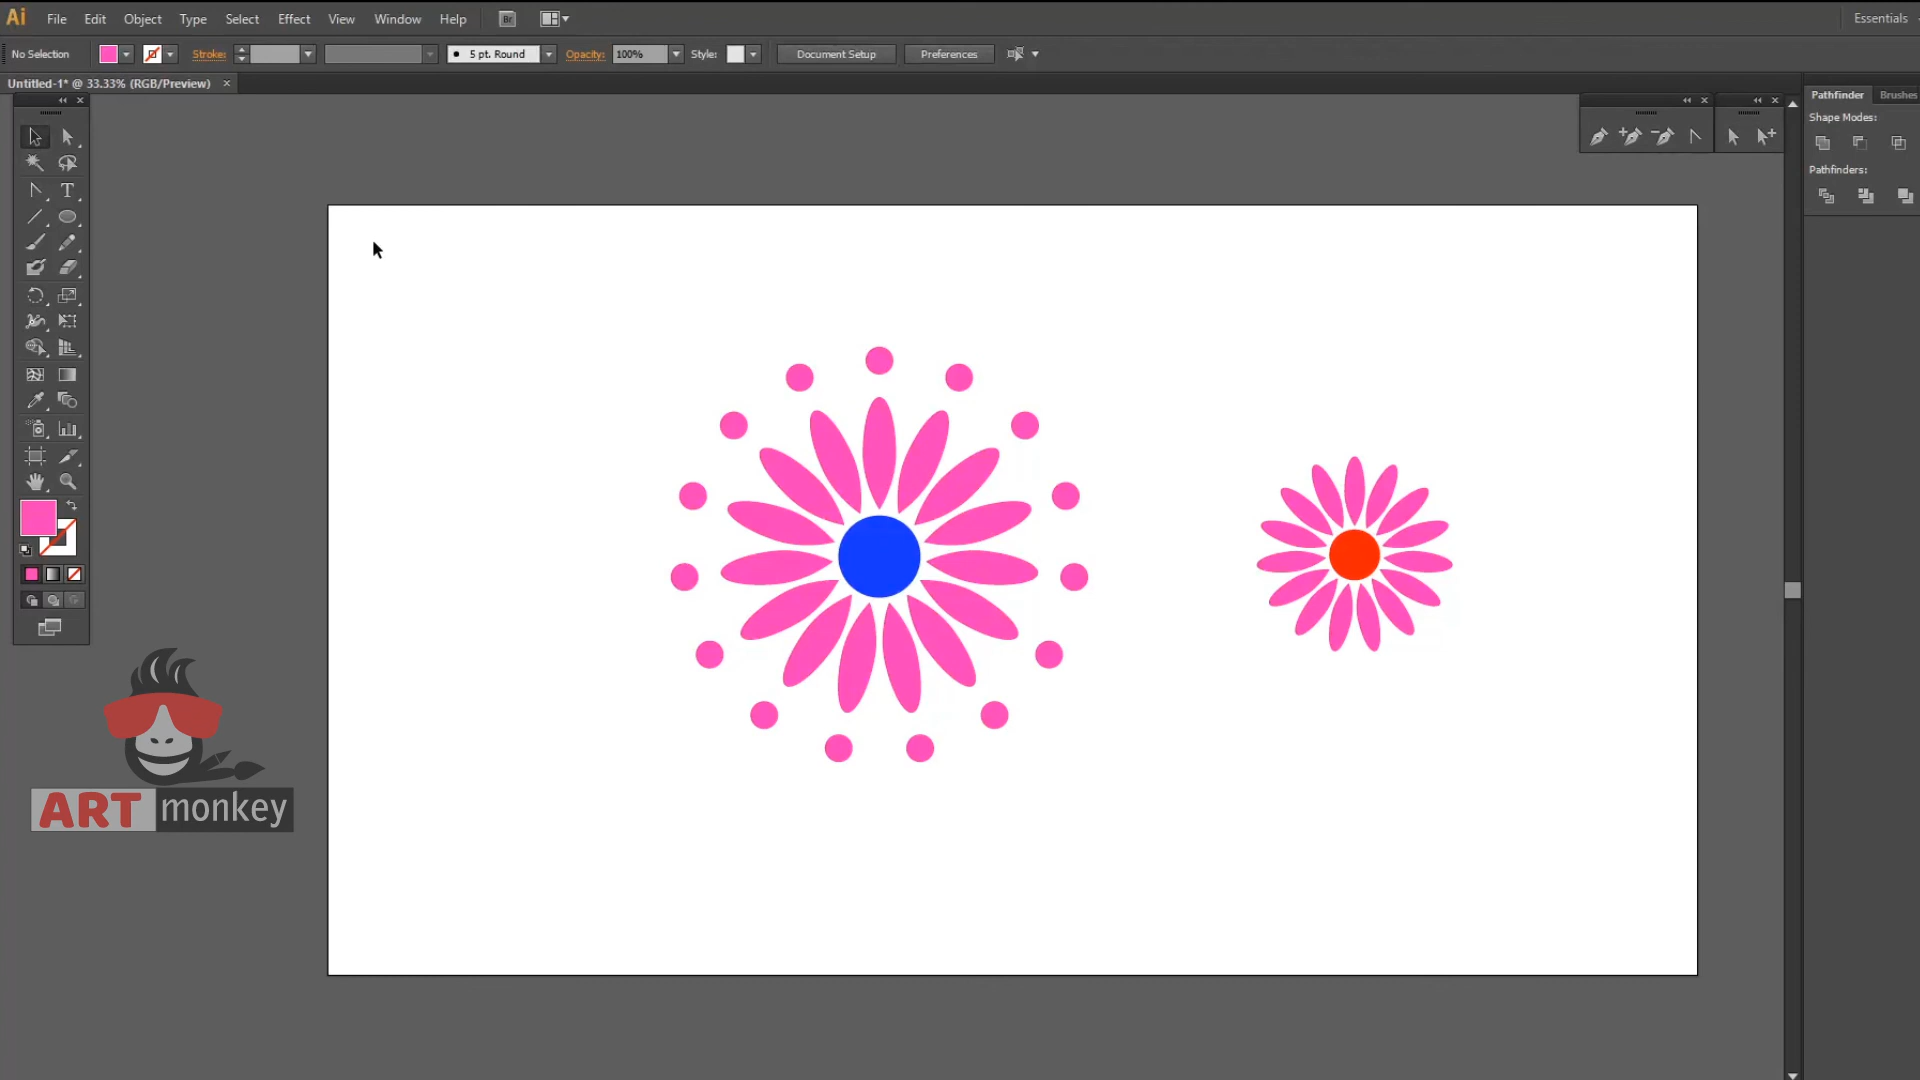 Ai File Edit Object Type Select Effect View Window Help Br Essentials
No Selection Stroke: 5 pt. Round Opacity: 100% Style: Document Setup Preferences
Untitled-1* @ 33.33% (RGB/Preview)
Pathfinder Brushes
Shape Modes:
Pathfinders:
T
ART monkey